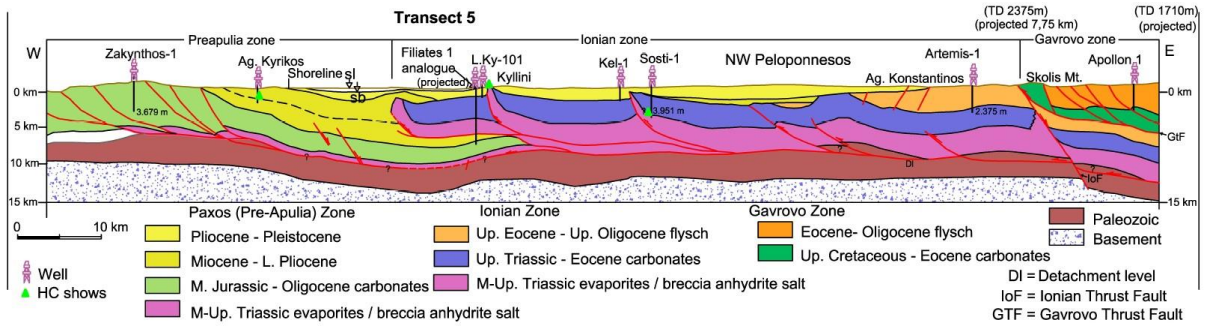 Transect 5
(TD 2375m)
(projected 7,75 km)
(TD 1710m)
(projected)
W
Preapulia zone
Ionian zone
Gavrovo zone
E
Zakynthos-1
Ag. Kyrikos
Shoreline
sl
sb
Filiates 1
analogue
(projected)
L.Ky-101
Kyllini
Kel-1
Sosti-1
NW Peloponnesos
Artemis-1
Ag. Konstantinos
Skolis Mt.
Apollon 1
0 km
5 km
10 km
15 km
3.679 m
3.951 m
2.375 m
0 km
GtF
IoF
15 km
?
?
?
?
?
Dl
0 10 km
Well
HC shows
Paxos (Pre-Apulia) Zone
Pliocene - Pleistocene
Miocene - L. Pliocene
M. Jurassic - Oligocene carbonates
M-Up. Triassic evaporites / breccia anhydrite salt
Ionian Zone
Up. Eocene - Up. Oligocene flysch
Up. Triassic - Eocene carbonates
M-Up. Triassic evaporites / breccia anhydrite salt
Gavrovo Zone
Eocene- Oligocene flysch
Up. Cretaceous - Eocene carbonates
Paleozoic
Basement
Dl = Detachment level
IoF = Ionian Thrust Fault
GTF = Gavrovo Thrust Fault